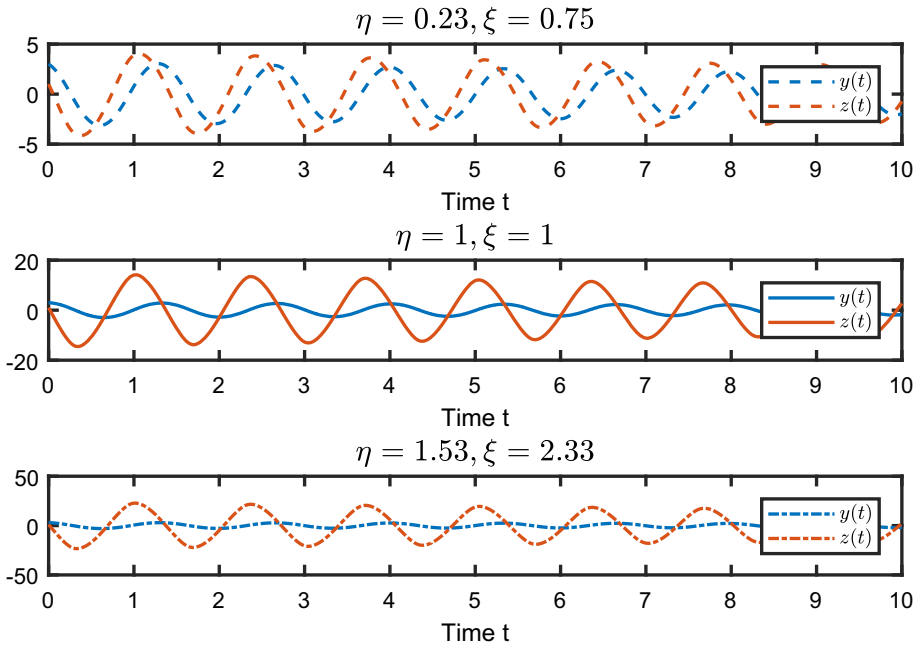 η = 0.23, ξ = 0.75
5
0
-5
y(t)
z(t)
0 1 2 3 4 5 6 7 8 9 10
Time t
η = 1, ξ = 1
20
0
-20
y(t)
z(t)
0 1 2 3 4 5 6 7 8 9 10
Time t
η = 1.53, ξ = 2.33
50
0
-50
y(t)
z(t)
0 1 2 3 4 5 6 7 8 9 10
Time t